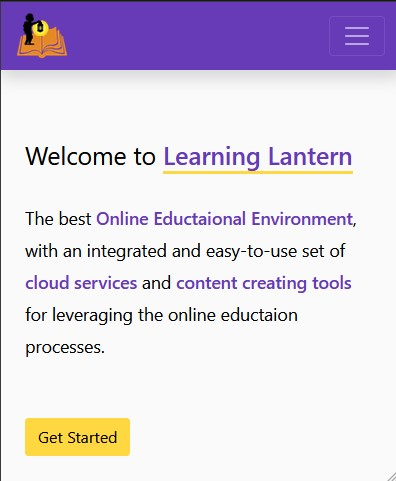 Welcome to Learning Lantern
The best Online Eductaional Environment,
with an integrated and easy-to-use set of
cloud services and content creating tools
for leveraging the online eductaion
processes.
Get Started